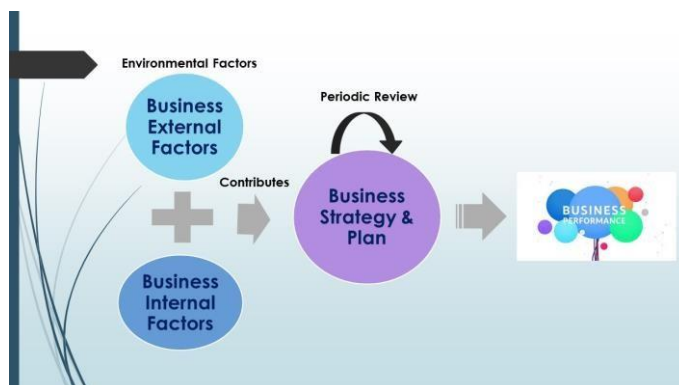 Environmental Factors
Business
External
Factors
Contributes
Business
Internal
Factors
Periodic Review
Business
Strategy &
Plan
BUSINESS
PERFORMANCE